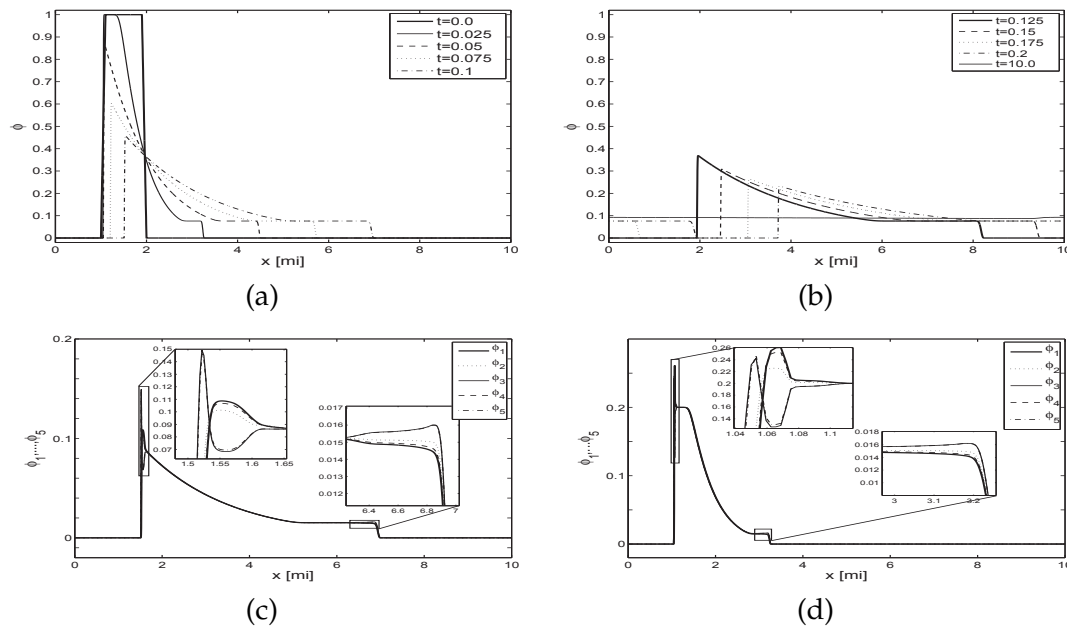 1
0.9
0.8
0.7
0.6
0.5
0.4
0.3
0.2
0.1
0
ϕ
0 2 4 6 8 10
x [mi]
t=0.0
t=0.025
t=0.05
t=0.075
t=0.1
(a)
1
0.9
0.8
0.7
0.6
0.5
0.4
0.3
0.2
0.1
0
ϕ
0 2 4 6 8 10
x [mi]
t=0.125
t=0.15
t=0.175
t=0.2
t=10.0
(b)
0.2
0.1
0
ϕ1,...,ϕ5
0 2 4 6 8 10
x [mi]
ϕ1
ϕ2
ϕ3
ϕ4
ϕ5
0.15
0.14
0.13
0.12
0.11
0.1
0.09
0.08
0.07
1.5 1.55 1.6 1.65
0.017
0.016
0.015
0.014
0.013
0.012
6.4 6.6 6.8 7
(c)
0.2
0.1
0
ϕ1,...,ϕ5
0 2 4 6 8 10
x [mi]
ϕ1
ϕ2
ϕ3
ϕ4
ϕ5
0.26
0.24
0.22
0.2
0.18
0.16
0.14
1.04 1.06 1.08 1.1
0.018
0.016
0.014
0.012
0.01
3 3.1 3.2
(d)